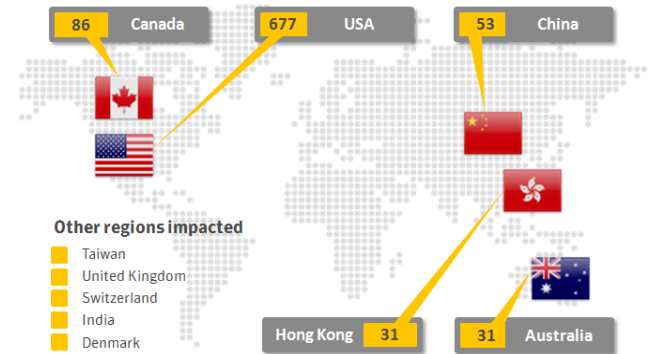 86 Canada
677 USA
53 China
Other regions impacted
Taiwan
United Kingdom
Switzerland
India
Denmark
Hong Kong 31
31 Australia